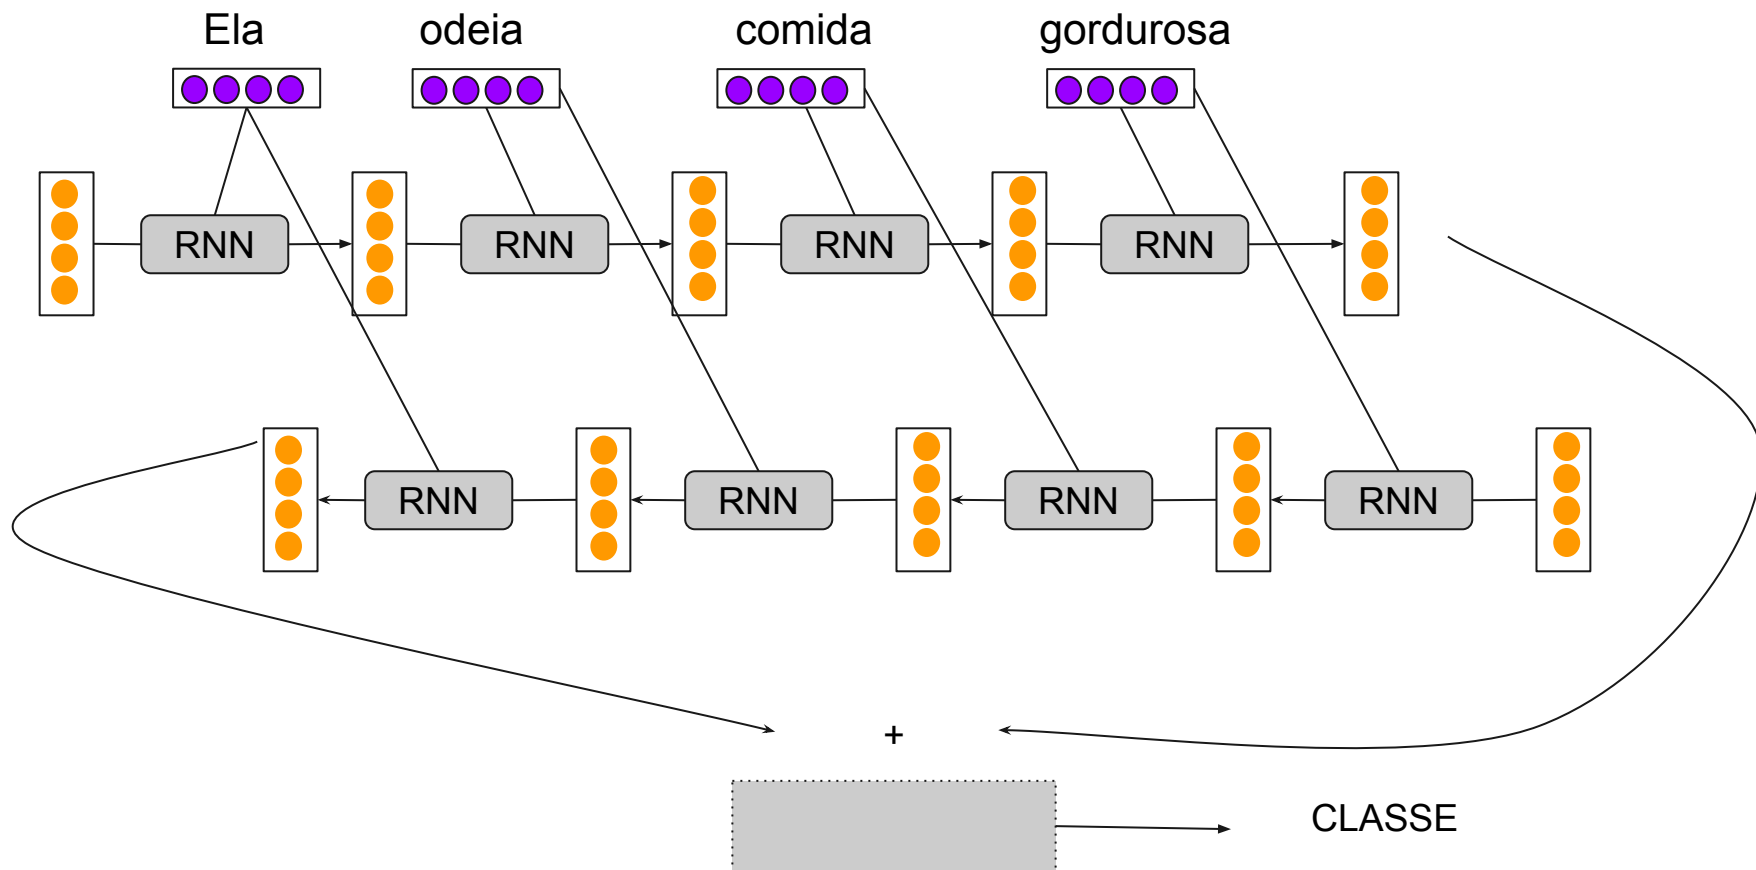 Ela odeia comida gordurosa
RNN RNN RNN RNN
RNN RNN RNN RNN
+
CLASSE